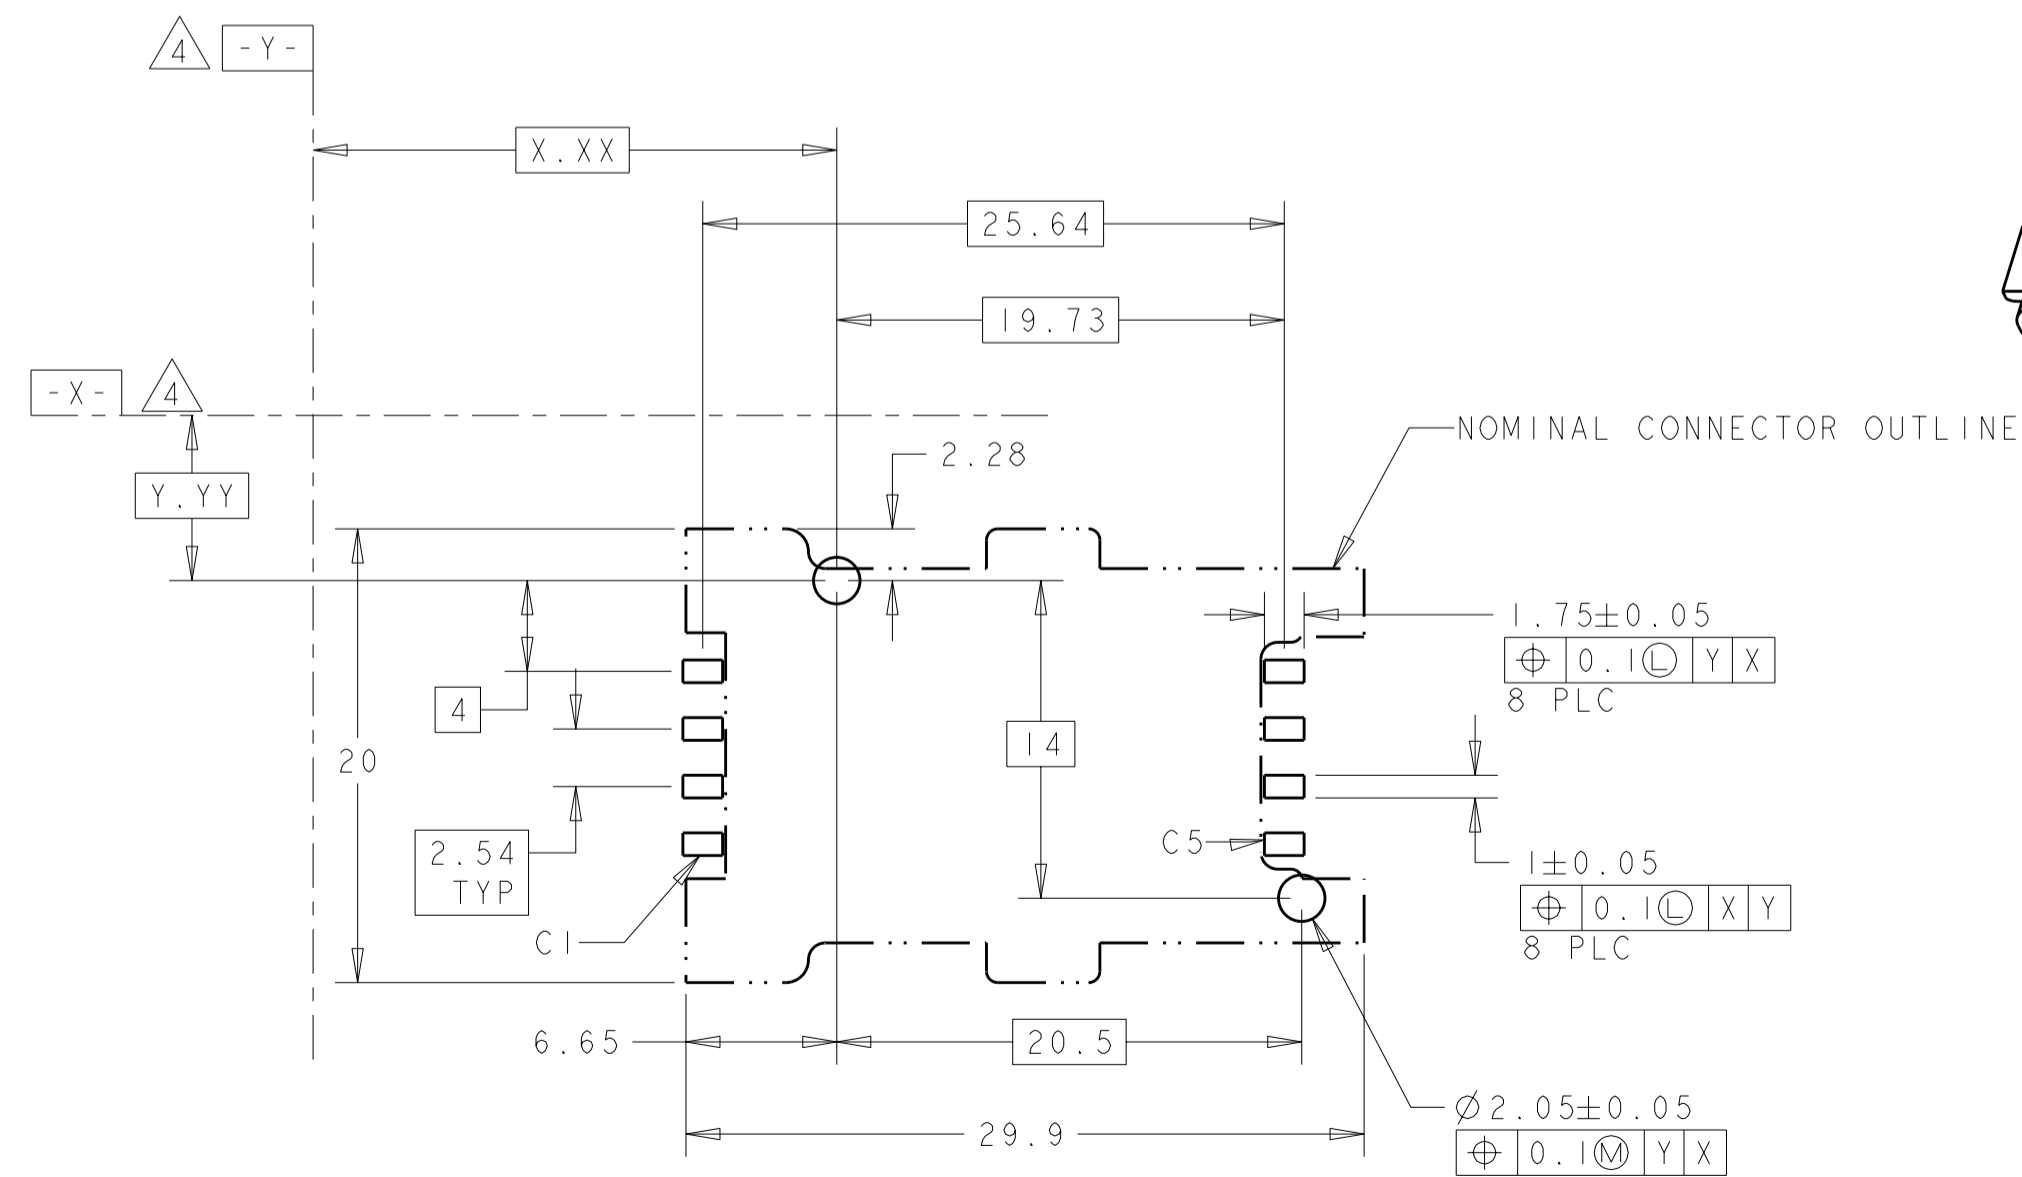 4 -Y-
X.XX
25.64
19.73
-X- 4
NOMINAL CONNECTOR OUTLINE
2.28
Y.YY
1.75±0.05
⌖ 0.1Ⓛ Y X
8 PLC
4
14
20
2.54
TYP
C5
1±0.05
⌖ 0.1Ⓛ X Y
8 PLC
C1
6.65
20.5
Ø2.05±0.05
⌖ 0.1Ⓜ Y X
29.9